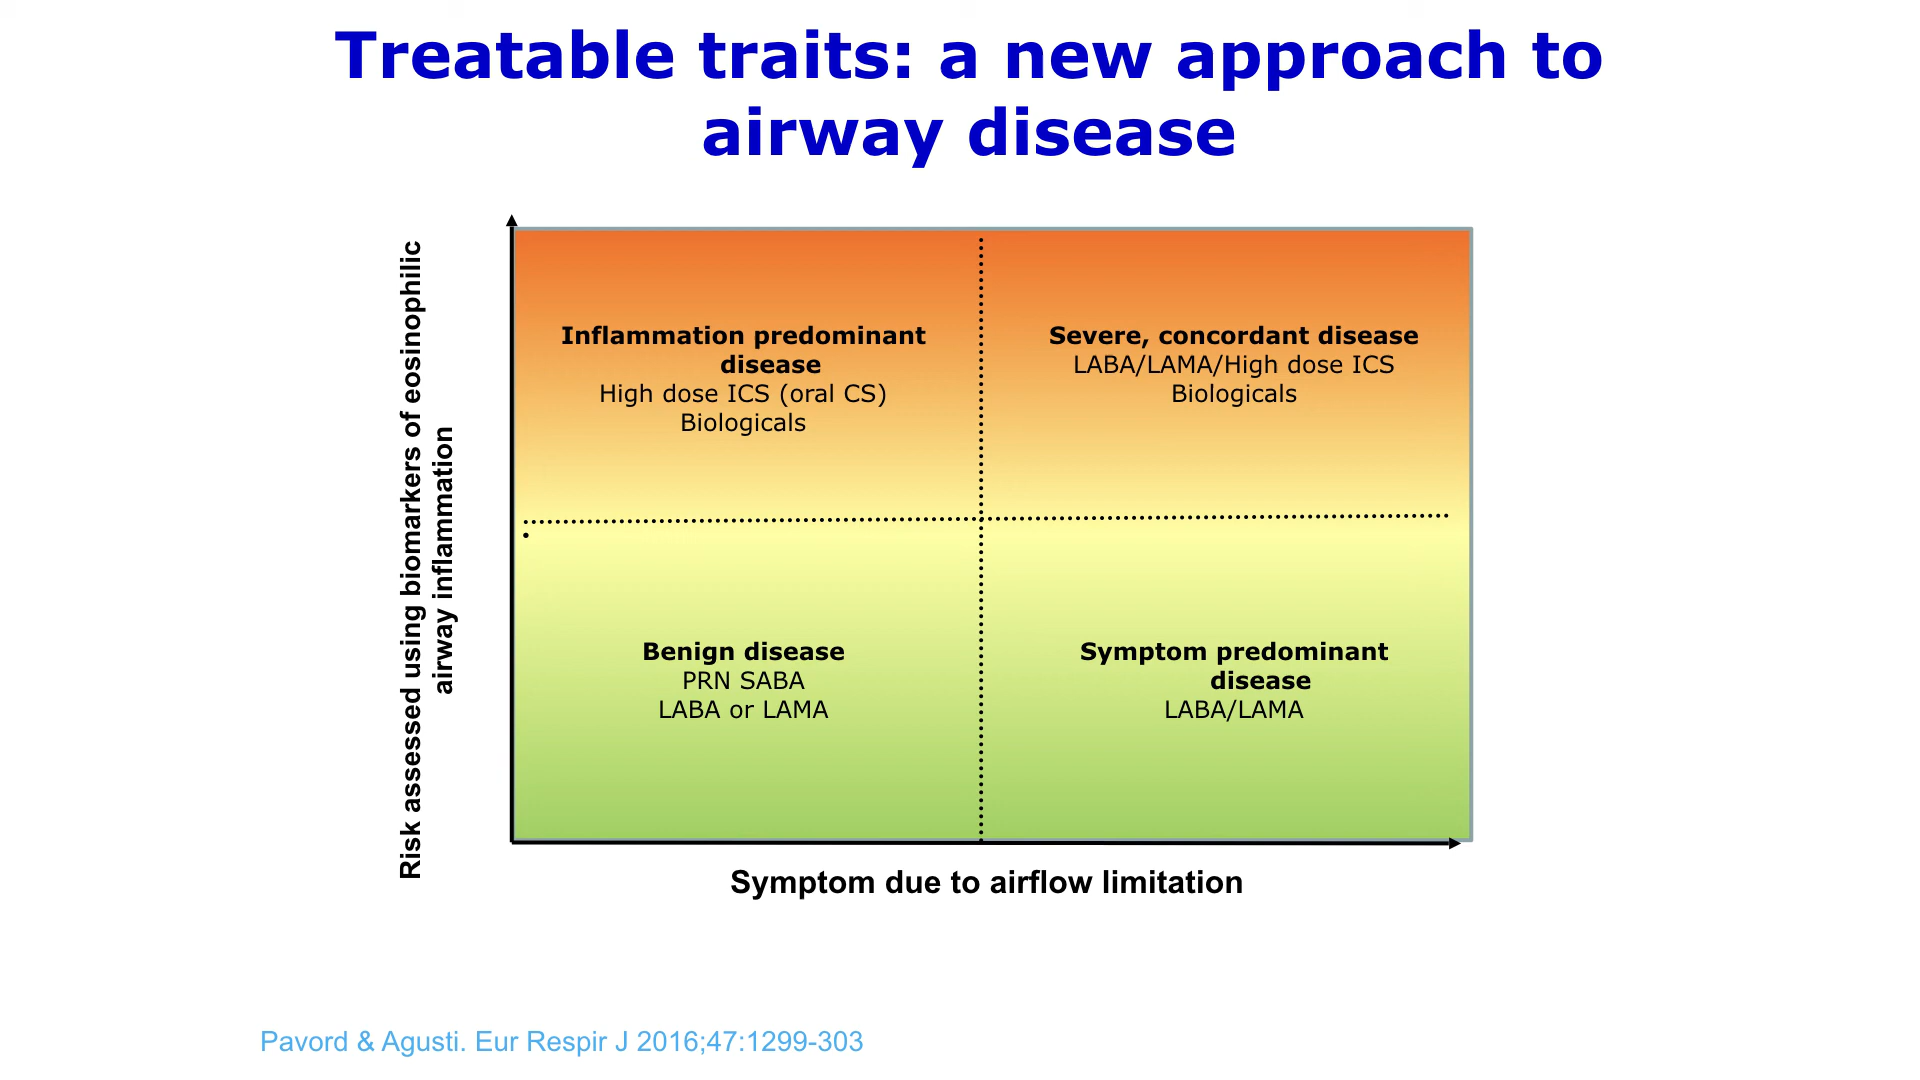 Treatable traits: a new approach to
airway disease
Risk assessed using biomarkers of eosinophilic
airway inflammation
Inflammation predominant
disease
High dose ICS (oral CS)
Biologicals
Severe, concordant disease
LABA/LAMA/High dose ICS
Biologicals
Benign disease
PRN SABA
LABA or LAMA
Symptom predominant
disease
LABA/LAMA
Symptom due to airflow limitation
Pavord & Agusti. Eur Respir J 2016;47:1299-303